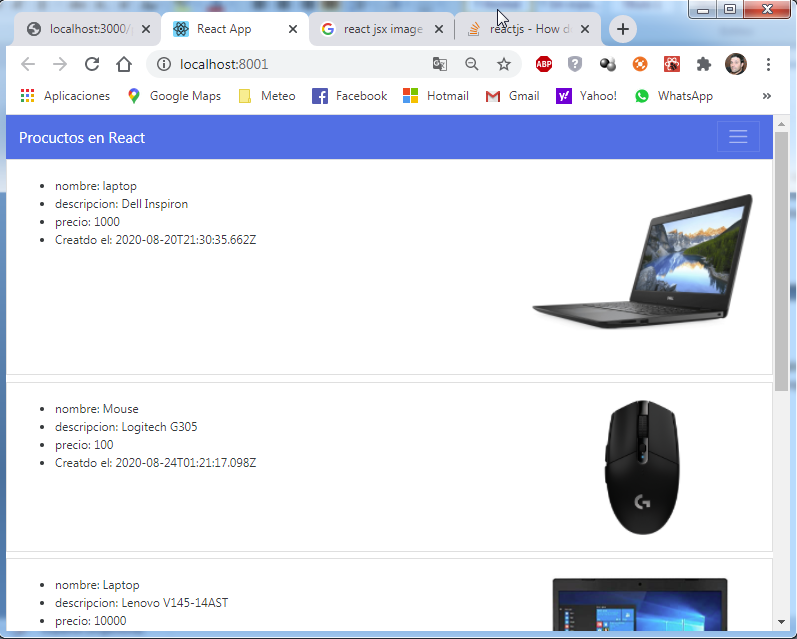 localhost:3000/
React App
react jsx image
reactjs - How d
localhost:8001
ABP
Aplicaciones
Google Maps
Meteo
Facebook
Hotmail
Gmail
Yahoo!
WhatsApp
»
Procuctos en React
nombre: laptop
descripcion: Dell Inspiron
precio: 1000
Creatdo el: 2020-08-20T21:30:35.662Z
DELL
nombre: Mouse
descripcion: Logitech G305
precio: 100
Creatdo el: 2020-08-24T01:21:17.098Z
G
nombre: Laptop
descripcion: Lenovo V145-14AST
precio: 10000